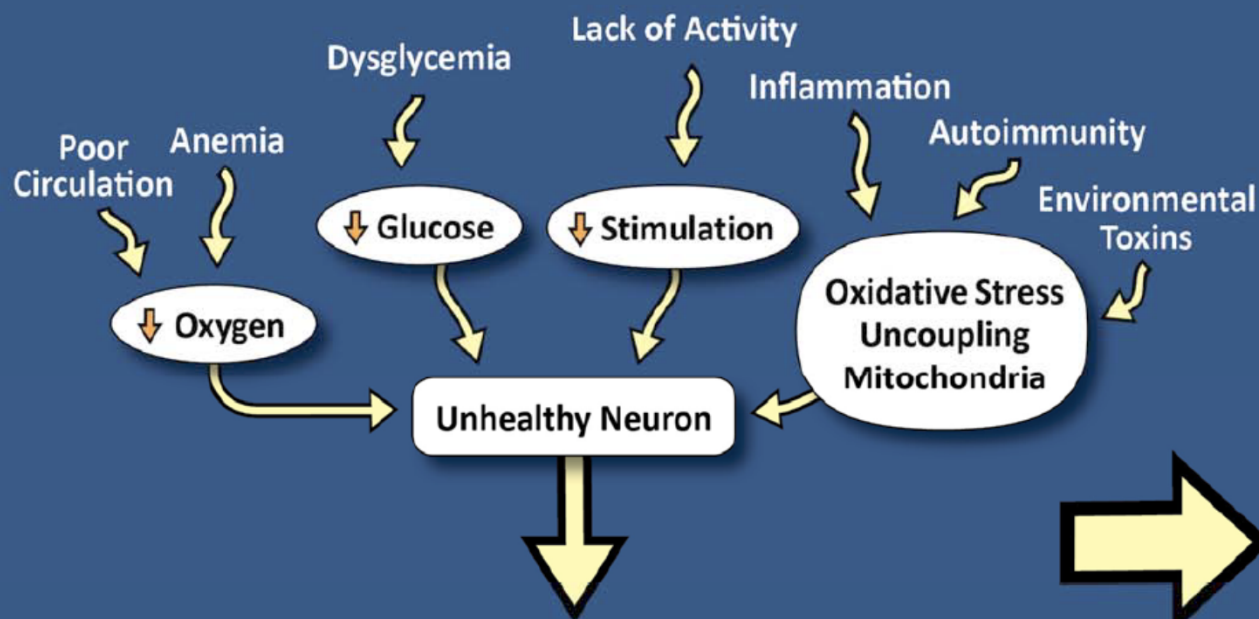 Lack of Activity
Dysglycemia
Inflammation
Anemia
Autoimmunity
Poor
Circulation
Environmental
Toxins
↓ Glucose
↓ Stimulation
Oxidative Stress
Uncoupling
Mitochondria
↓ Oxygen
Unhealthy Neuron